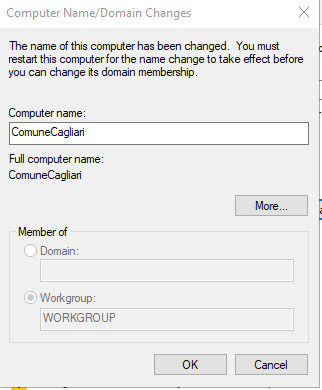 Computer Name/Domain Changes
The name of this computer has been changed.  You must
restart this computer for the name change to take effect before
you can change its domain membership.
Computer name:
ComuneCagliari
Full computer name:
ComuneCagliari
More...
Member of
Domain:
Workgroup:
WORKGROUP
OK
Cancel